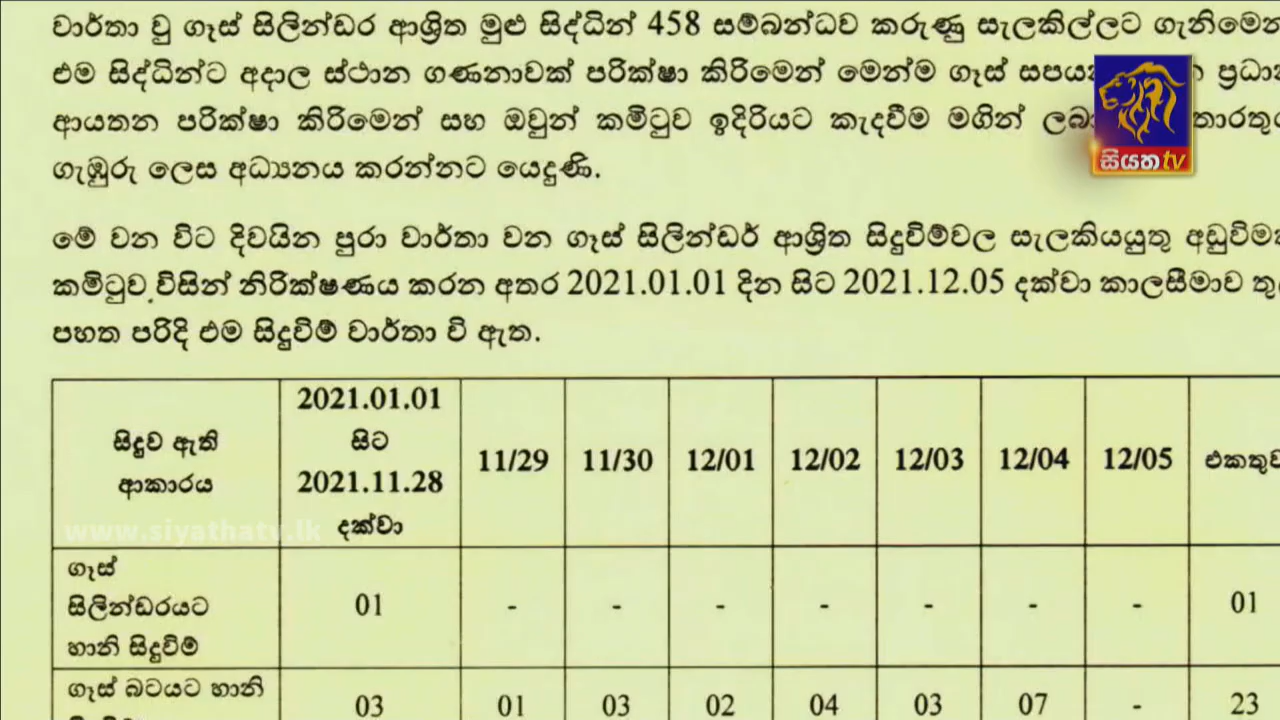 වාර්තා වු ගෑස් සිලින්ඩර ආශ්‍රිත මුළු සිද්ධින් 458 සම්බන්ධව කරුණු සැලකිල්ලට
එම සිද්ධින්ට අදාල ස්ථාන ගණනාවක් පරික්ෂා කිරිමෙන් මෙන්ම ගෑස්
ආයතන පරික්ෂා කිරිමෙන් සහ ඔවුන් කමිටුව ඉදිරියට කැදවීම මගින්
ගැඹුරු ලෙස අධ්‍යනය කරන්නට යෙදුණි.
සියත tv
මේ වන විට දිවයින පුරා වාර්තා වන ගෑස් සිලින්ඩර් ආශ්‍රිත සිදුවිම්වල සැලකියයුතු
කමිටුව විසින් නිරික්ෂණය කරන අතර 2021.01.01 දින සිට 2021.12.05 දක්වා කාලසීමාව
පහත පරිදි එම සිදුවිම් වාර්තා වි ඇත.
සිදුව ඇති ආකාරය 2021.01.01 සිට 2021.11.28 දක්වා 11/29 11/30 12/01 12/02 12/03 12/04 12/05
www.siyathatv.lk
ගෑස් සිලින්ඩරයට හානි සිදුවිම් 01 - - - - - - - 01
ගෑස් බටයට හානි 03 01 03 02 04 03 07 - 23